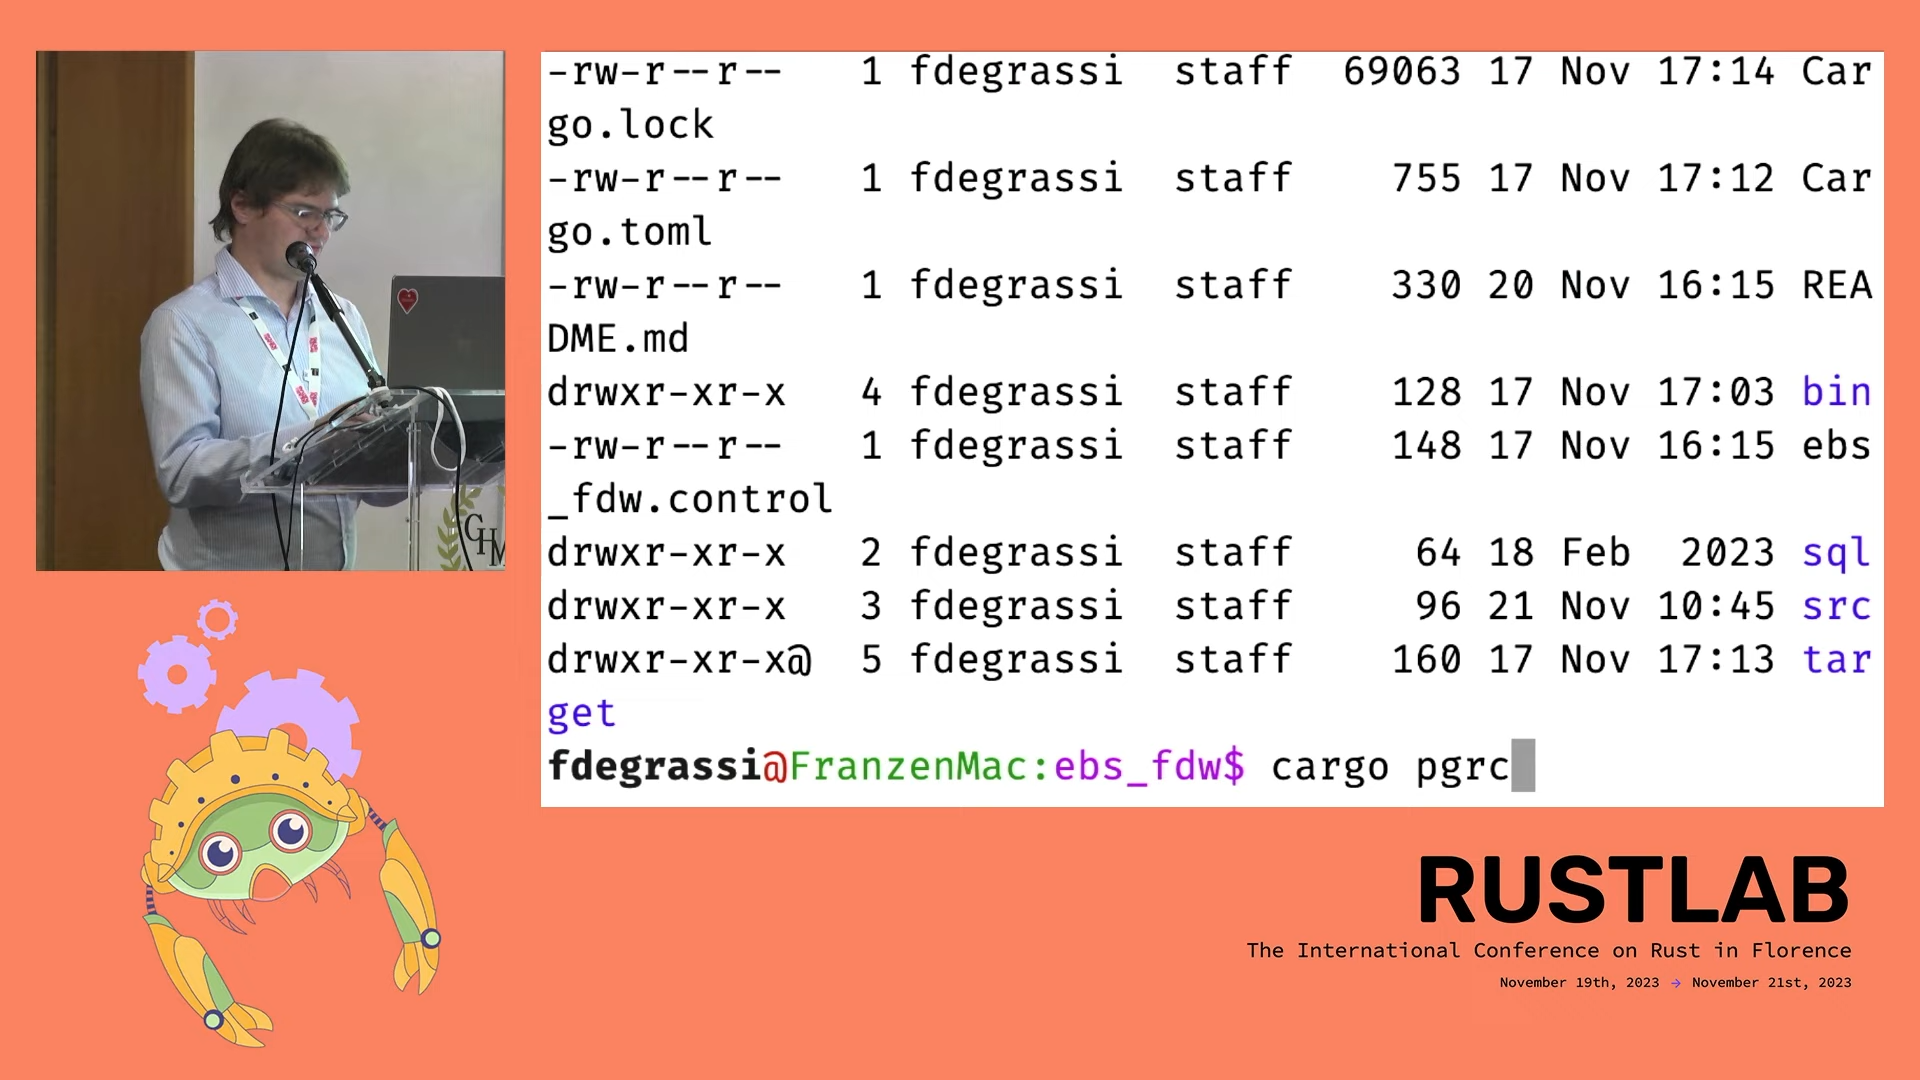 -rw-r--r-- 1 fdegrassi staff 69063 17 Nov 17:14 Car
go.lock
-rw-r--r-- 1 fdegrassi staff 755 17 Nov 17:12 Car
go.toml
-rw-r--r-- 1 fdegrassi staff 330 20 Nov 16:15 REA
DME.md
drwxr-xr-x 4 fdegrassi staff 128 17 Nov 17:03 bin
-rw-r--r-- 1 fdegrassi staff 148 17 Nov 16:15 ebs
_fdw.control
drwxr-xr-x 2 fdegrassi staff 64 18 Feb 2023 sql
drwxr-xr-x 3 fdegrassi staff 96 21 Nov 10:45 src
drwxr-xr-x@ 5 fdegrassi staff 160 17 Nov 17:13 tar
get
fdegrassi@FranzenMac:ebs_fdw$ cargo pgrc
GHM
RUSTLAB
The International Conference on Rust in Florence
November 19th, 2023 → November 21st, 2023